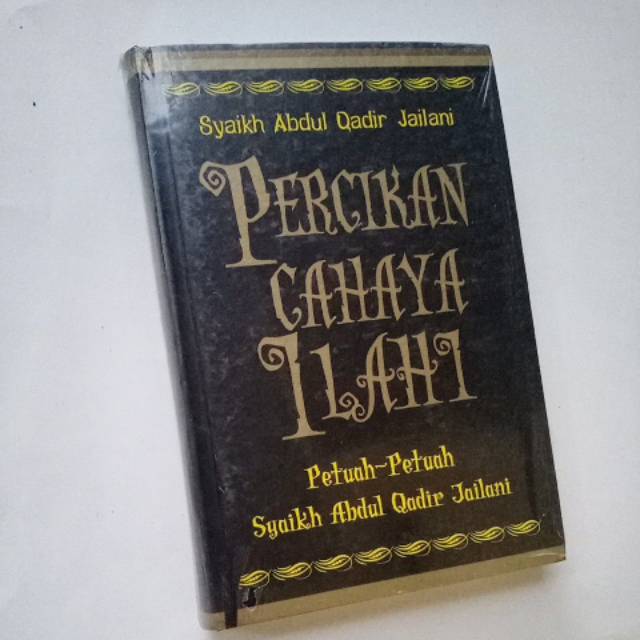 Syaikh Abdul Qadir Jailani
PERCIKAN
CAHAYA
ILAHI
Petuah-Petuah
Syaikh Abdul Qadir Jailani